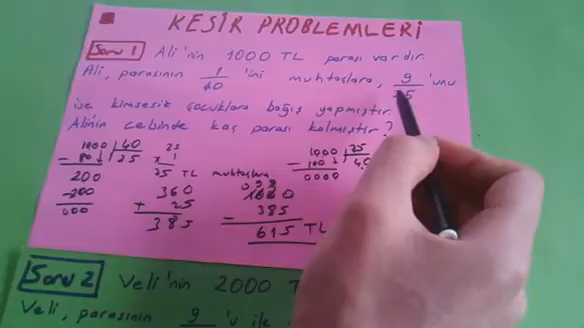 KESİR PROBLEMLERİ
Soru 1 Ali'nin 1000 TL parası vardır.
Ali, parasının 1/40 'ini muhtaçlara, 9/ 5 'unu
ise kimsesiz çocuklara bağış yapmıştır.
Ali'nin cebinde kaç parası kalmıştır?
1000 40 25 1000 25
- 80 25 x 1 - 100 40
200 25 TL muhtaçlara 0000
- 200 360
000 + 25 - 385
385 615 TL
Soru 2 Veli'nin 2000 T
Veli, parasının 9 'u ile